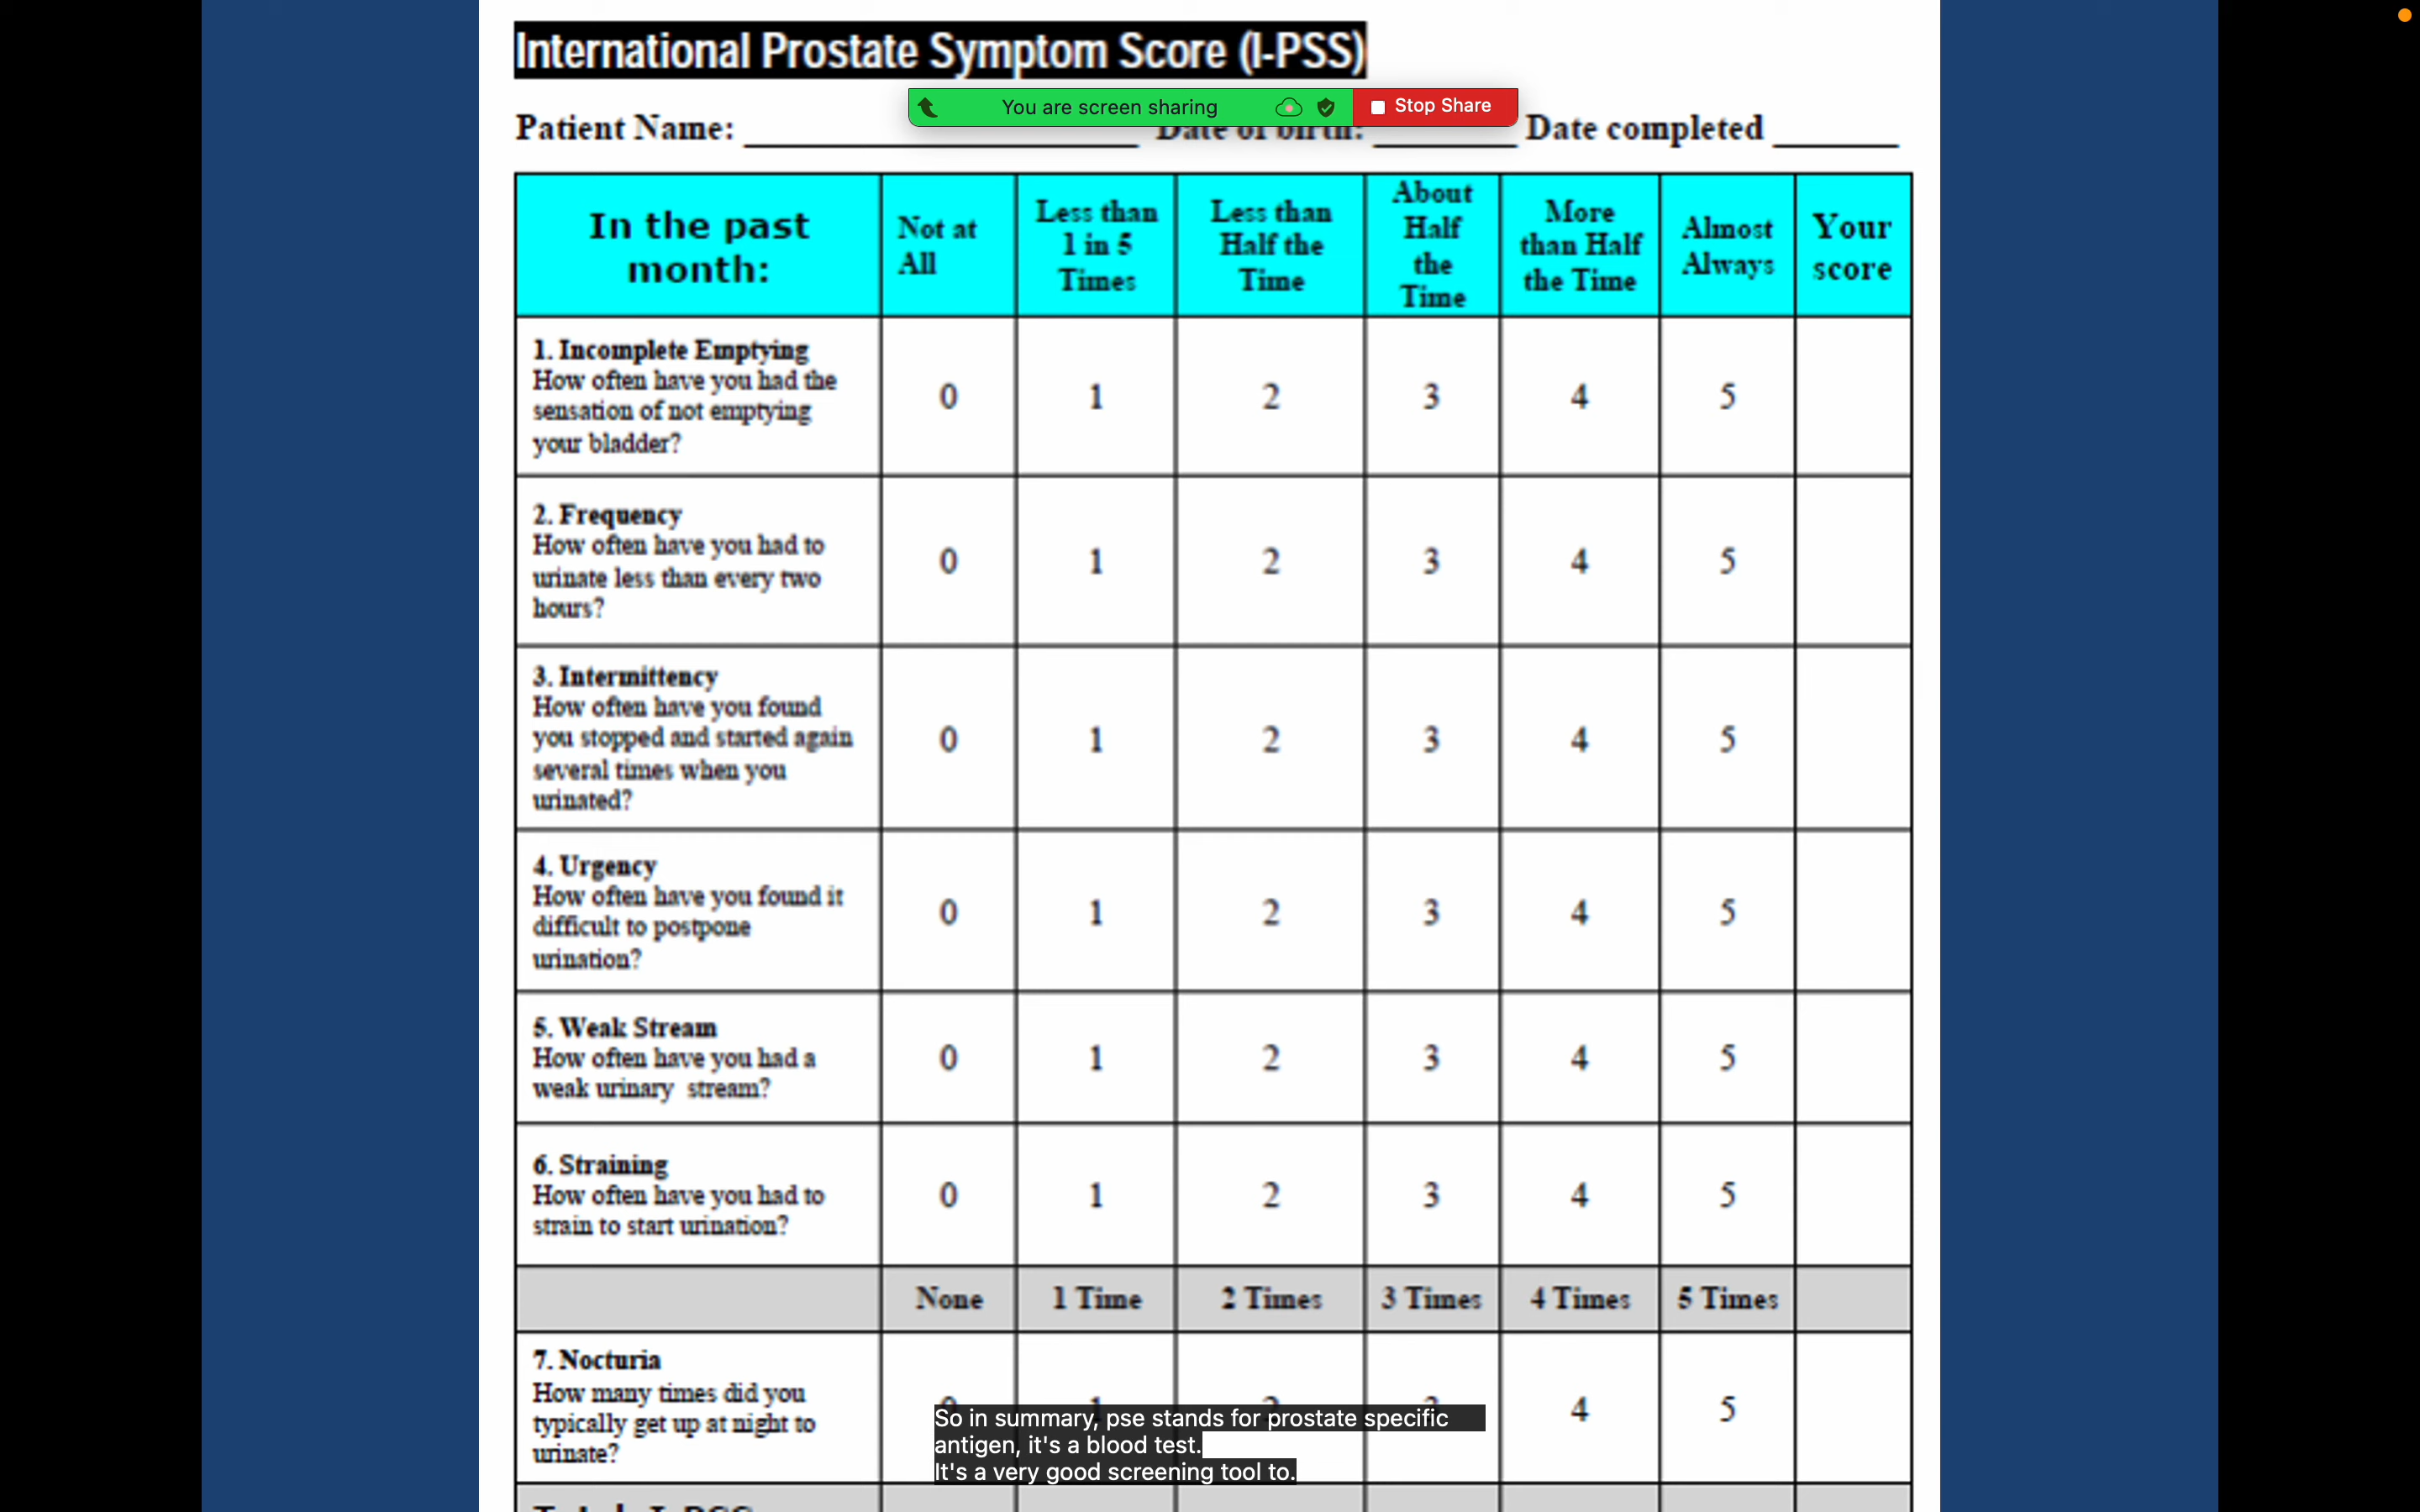 International Prostate Symptom Score (I-PSS)
You are screen sharing
Stop Share
Patient Name: ____ Date of birth: ____ Date completed ____
In the past month:
Not at All
Less than 1 in 5 Times
Less than Half the Time
About Half the Time
More than Half the Time
Almost Always
Your score
1. Incomplete Emptying
How often have you had the
sensation of not emptying
your bladder?
0 1 2 3 4 5
2. Frequency
How often have you had to
urinate less than every two
hours?
0 1 2 3 4 5
3. Intermittency
How often have you found
you stopped and started again
several times when you
urinated?
0 1 2 3 4 5
4. Urgency
How often have you found it
difficult to postpone
urination?
0 1 2 3 4 5
5. Weak Stream
How often have you had a
weak urinary stream?
0 1 2 3 4 5
6. Straining
How often have you had to
strain to start urination?
0 1 2 3 4 5
None 1 Time 2 Times 3 Times 4 Times 5 Times
7. Nocturia
How many times did you
typically get up at night to
urinate?
4 5
So in summary, pse stands for prostate specific
antigen, it's a blood test.
It's a very good screening tool to.